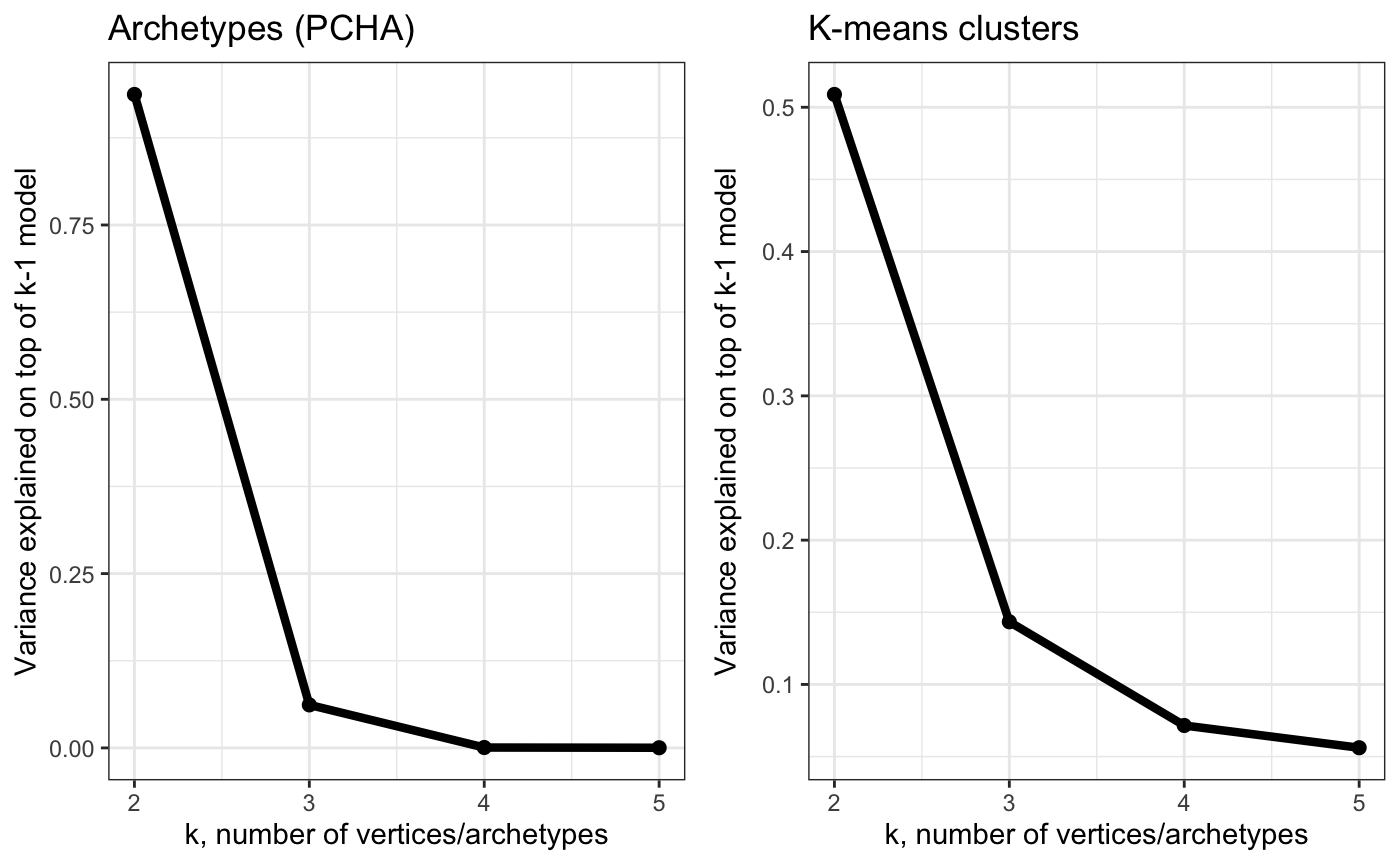 Archetypes (PCHA)
Variance explained on top of k-1 model
0.75
0.50
0.25
0.00
2 3 4 5
k, number of vertices/archetypes
K-means clusters
Variance explained on top of k-1 model
0.5
0.4
0.3
0.2
0.1
2 3 4 5
k, number of vertices/archetypes